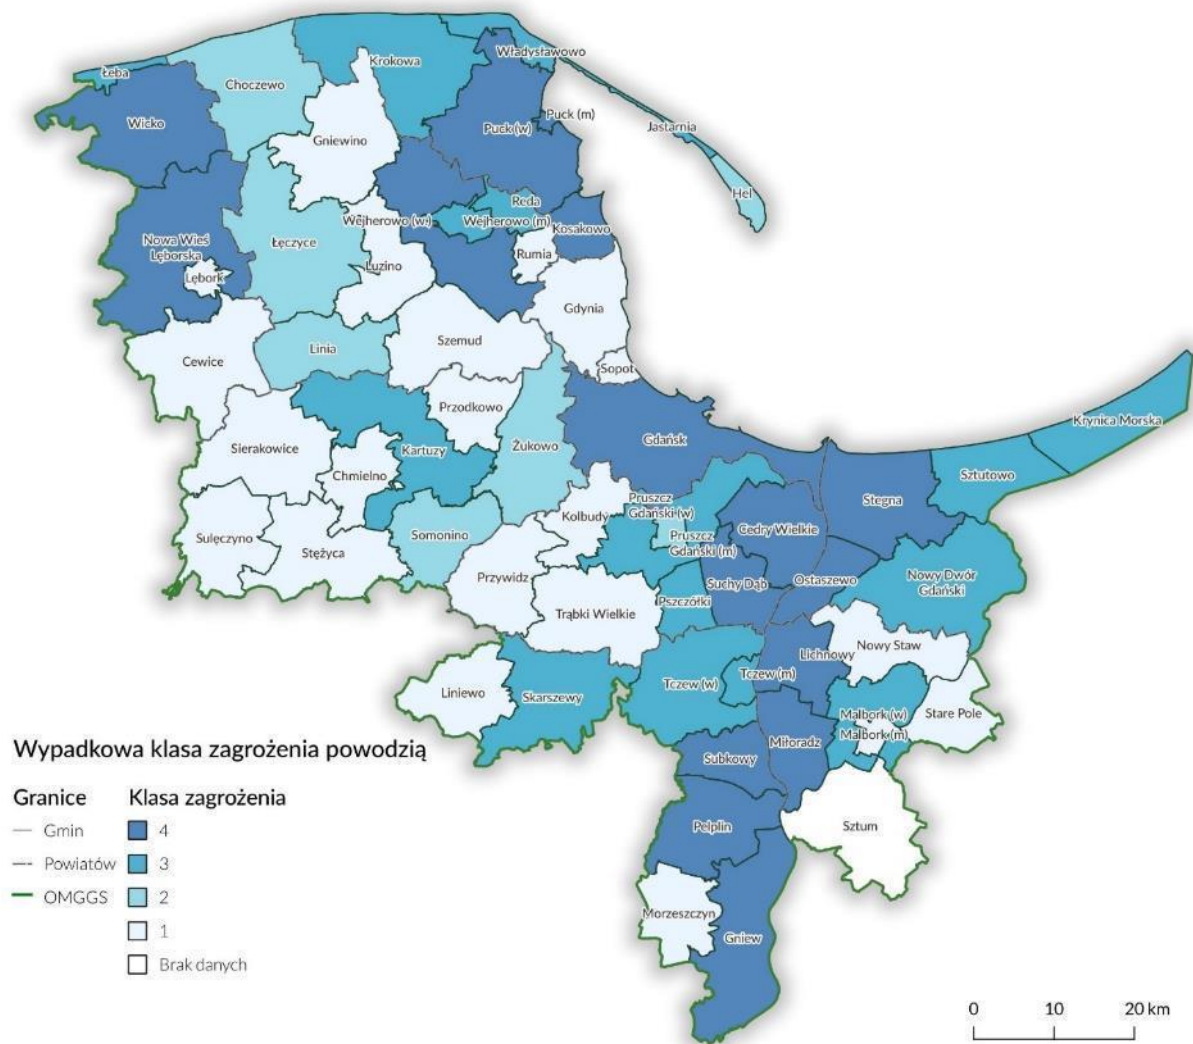 Władysławowo
Krokowa
Łeba
Choczewo
Puck (m)
Wicko
Puck (w)
Jastarnia
Gniewino
Hel
Reda
Wejherowo (w.)
Wejherowo (m)
Kosakowo
Nowa Wieś
Lęborska
Łęczyce
Rumia
Luzino
Lębork
Gdynia
Szemud
Linia
Cewice
Sopot
Przodkowo
Krynica Morska
Gdańsk
Żukowo
Sierakowice
Kartuzy
Chmielno
Sztutowo
Stegna
Pruszcz
Gdański (w)
Kolbudy
Cedry Wielkie
Somonino
Pruszcz
Gdański (m)
Sulęczyno
Stężyca
Przywidz
Suchy Dąb
Ostaszewo
Nowy Dwór
Gdański
Pszczółki
Trąbki Wielkie
Nowy Staw
Lichnowy
Tczew (m)
Tczew (w)
Liniewo
Skarszewy
Malbork (w)
Stare Pole
Malbork (m)
Miłoradz
Subkowy
Pelplin
Sztum
Morzeszczyn
Gniew
Wypadkowa klasa zagrożenia powodzią
Granice
Gmin
Powiatów
OMGGS
Klasa zagrożenia
4
3
2
1
Brak danych
0 10 20 km